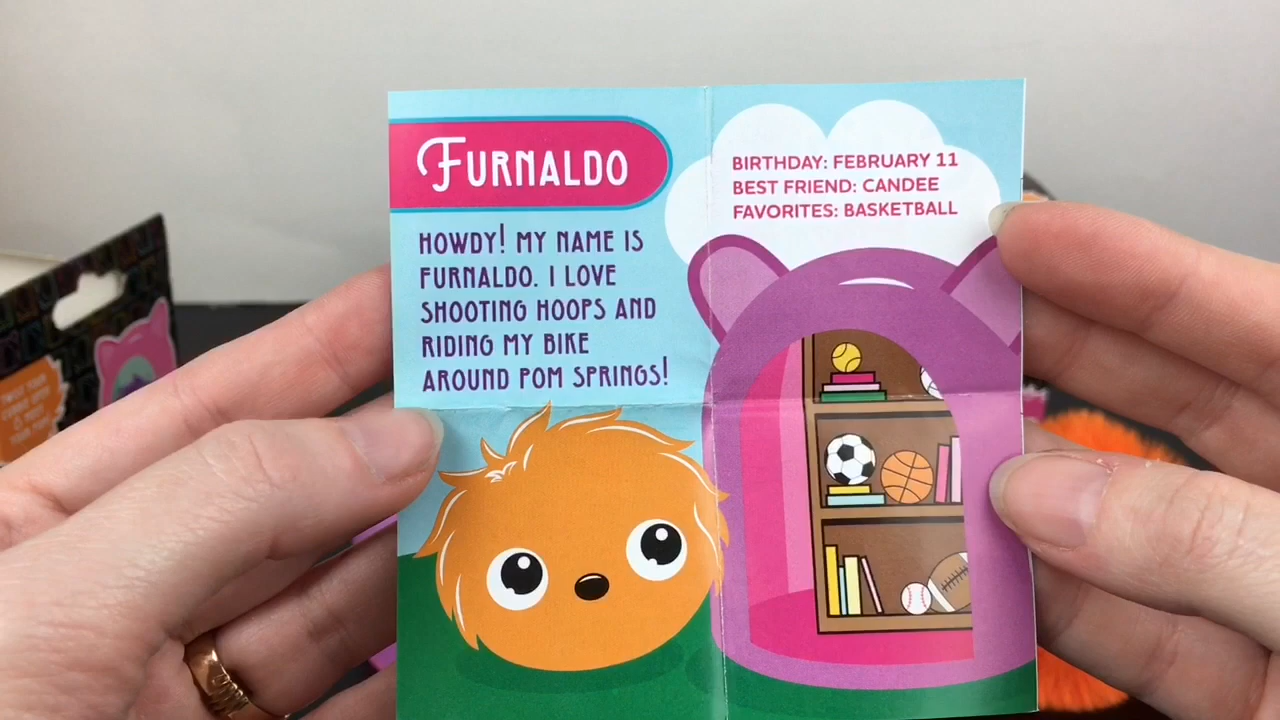 FURNALDO
HOWDY! MY NAME IS
FURNALDO. I LOVE
SHOOTING HOOPS AND
RIDING MY BIKE
AROUND POM SPRINGS!
BIRTHDAY: FEBRUARY 11
BEST FRIEND: CANDEE
FAVORITES: BASKETBALL